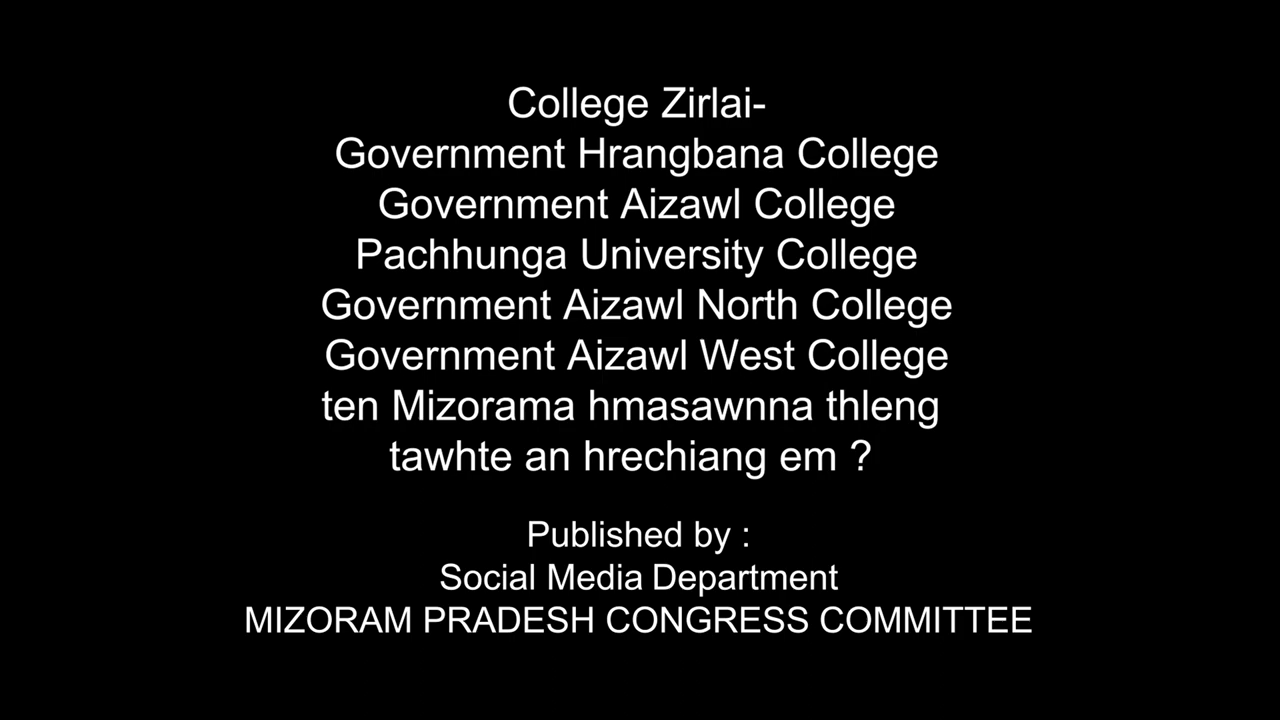 College Zirlai-
Government Hrangbana College
Government Aizawl College
Pachhunga University College
Government Aizawl North College
Government Aizawl West College
ten Mizorama hmasawnna thleng
tawhte an hrechiang em ?
Published by :
Social Media Department
MIZORAM PRADESH CONGRESS COMMITTEE